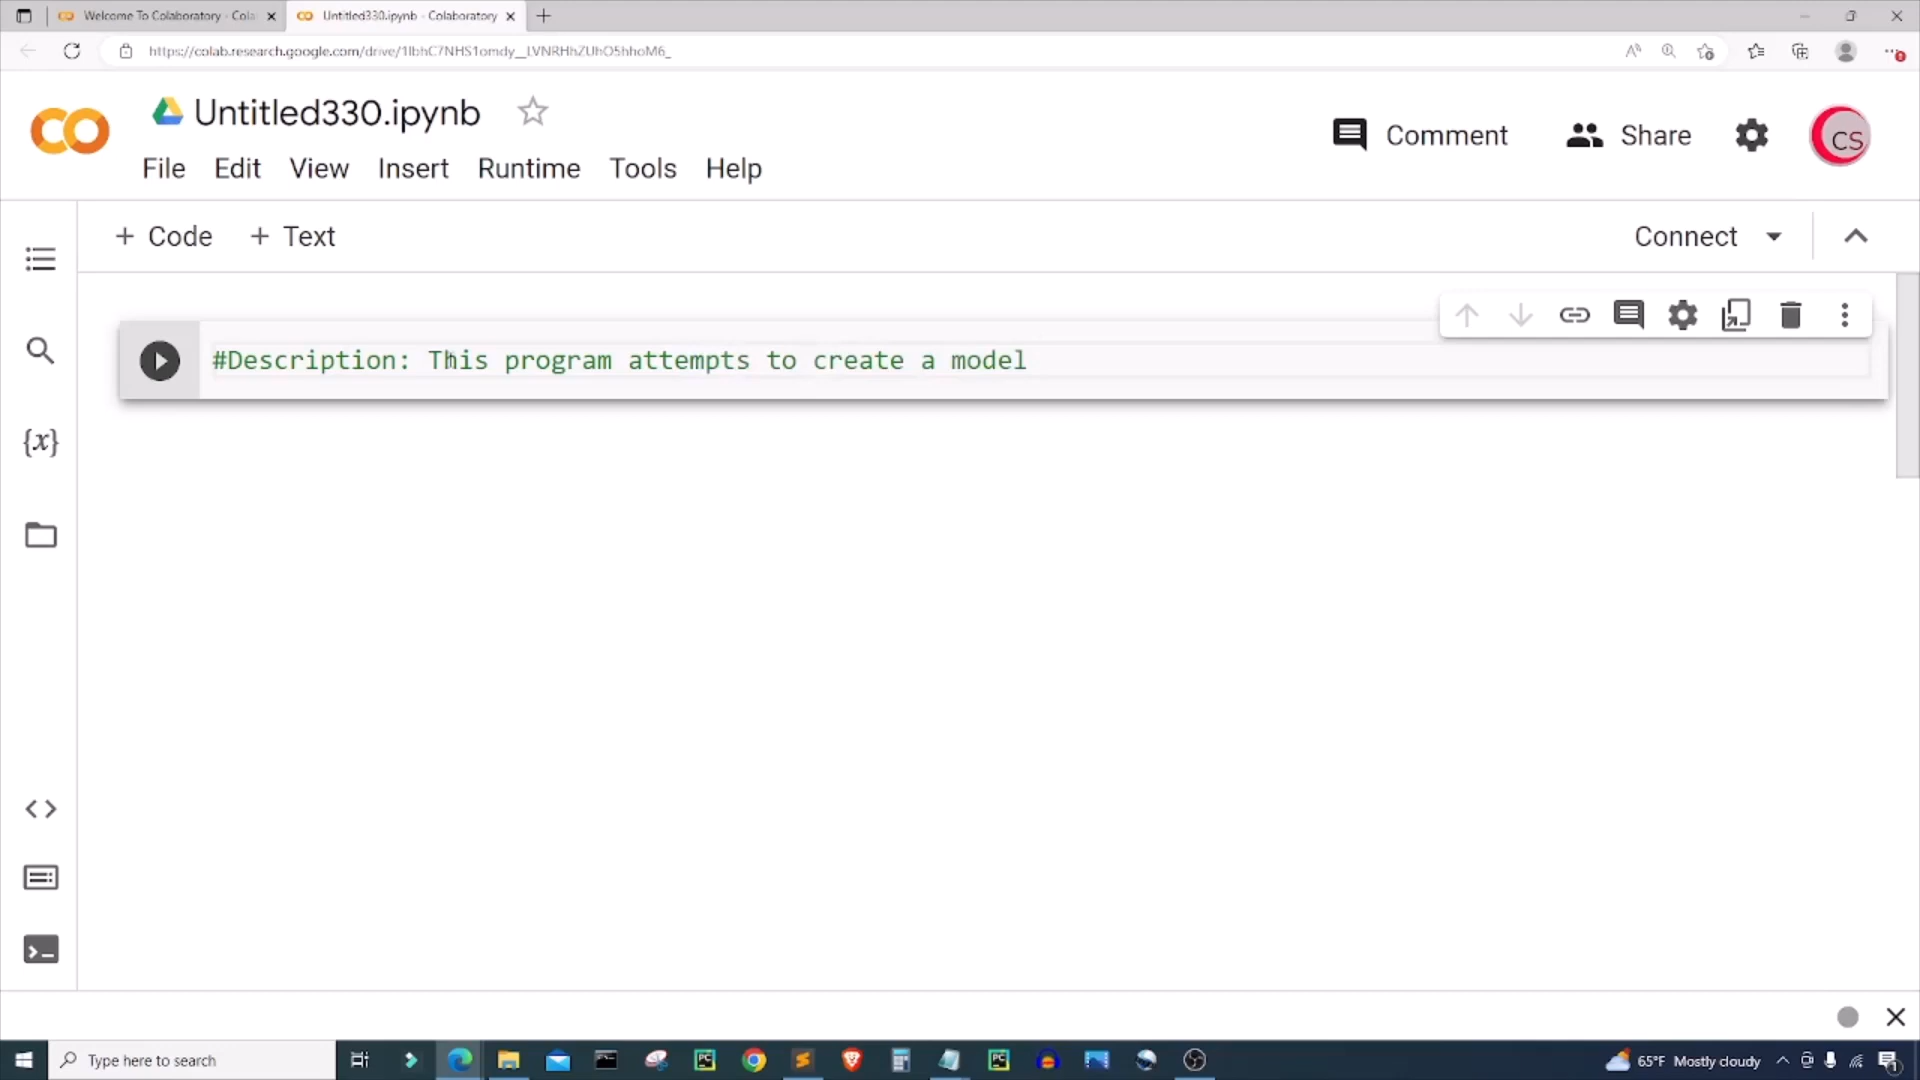 Welcome To Colaboratory - Cola
Untitled330.ipynb - Colaboratory
Untitled330.ipynb
Comment
Share
CS
File Edit View Insert Runtime Tools Help
+ Code + Text
Connect
#Description: This program attempts to create a model
{x}
Type here to search
65°F Mostly cloudy